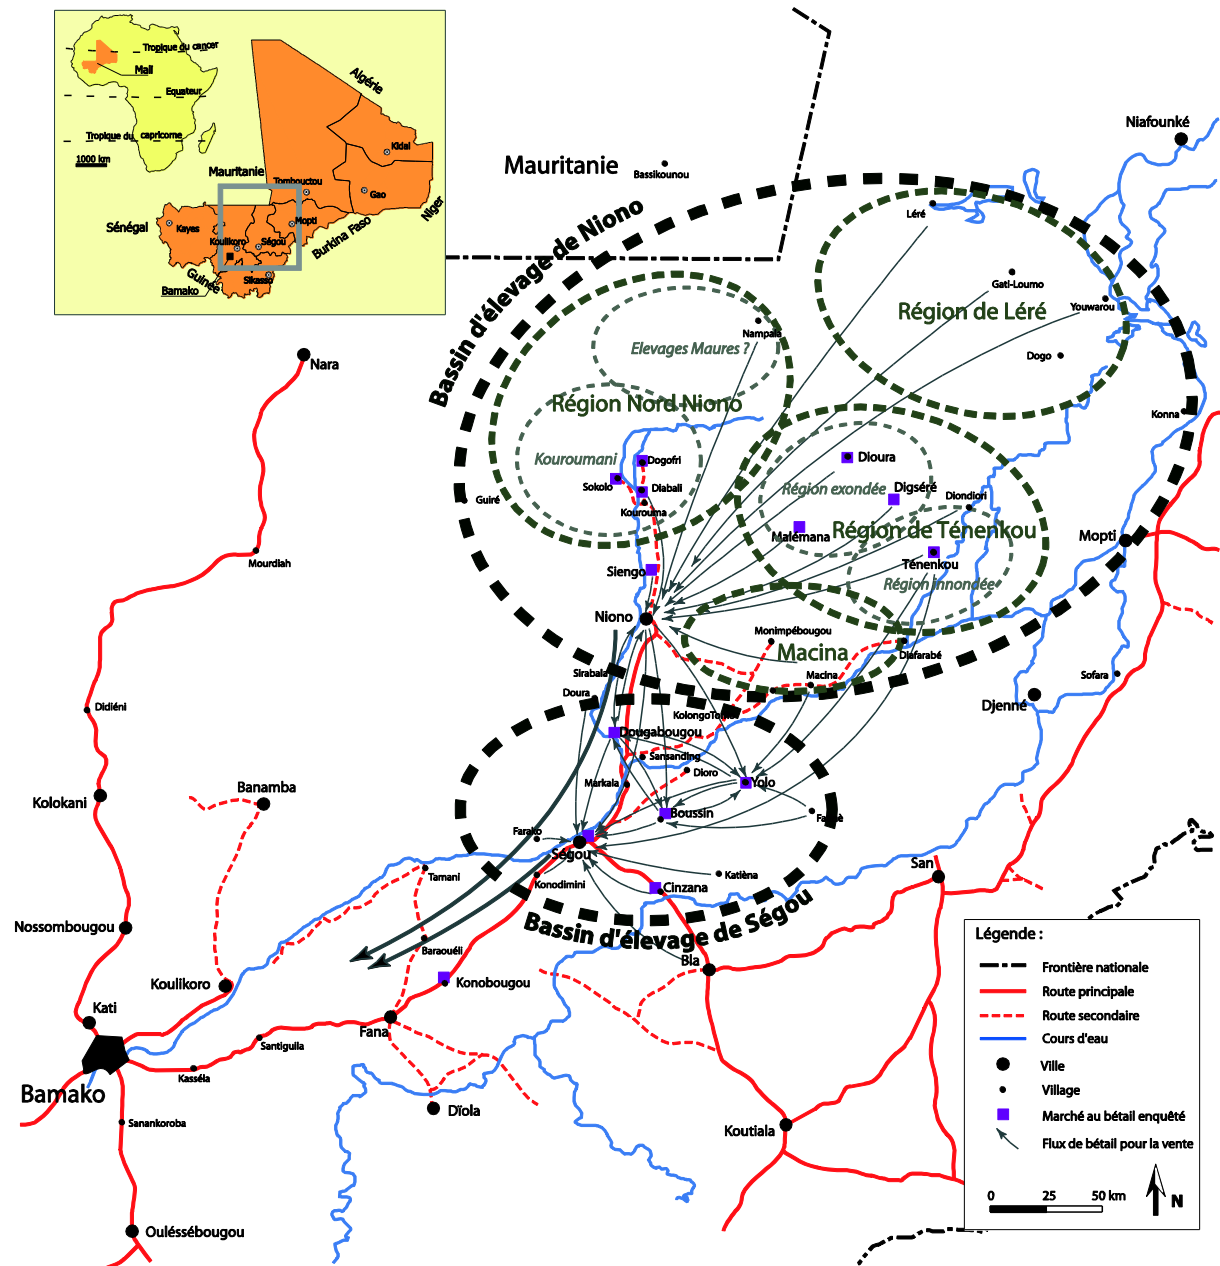 Tropique du cancer
Mali
Equateur
Tropique du capricorne
1000 km
Algérie
Kidal
Mauritanie
Tombouctou
Gao
Niger
Sénégal
Kayes
Mopti
Koulikoro
Ségou
Burkina Faso
Guinée
Sikasso
Bamako
Niafounké
Mauritanie
Bassikounou
Bassin d'élevage de Niono
Léré
Gati-Loumo
Youwarou
Région de Léré
Nampala
Elevages Maures ?
Dogo
Nara
Région Nord Niono
Konna
Kouroumani
Dogofri
Dioura
Sokolo
Diabali
Région exondée
Digséré
Diondiori
Guiré
Kourouma
Malémana
Région de Ténenkou
Mopti
Mourdiah
Siengo
Ténenkou
Région innondée
Niono
Monimpébougou
Macina
Diafarabé
Sirabala
Macina
Sofara
Doura
Djenné
Didiéni
KolongoTomo
Dougabougou
Sansanding
Dioro
Markala
Yolo
Banamba
Kolokani
Boussin
Farako
Ségou
San
Tamani
Konodimini
Katièna
Cinzana
Bassin d'élevage de Ségou
Nossombougou
Baraouéli
Bla
Koulikoro
Konobougou
Kati
Fana
Santiguila
Kasséla
Bamako
Dïola
Sanankoroba
Koutiala
Ouléssébougou
Légende :
Frontière nationale
Route principale
Route secondaire
Cours d'eau
Ville
Village
Marché au bétail enquêté
Flux de bétail pour la vente
0 25 50 km
N